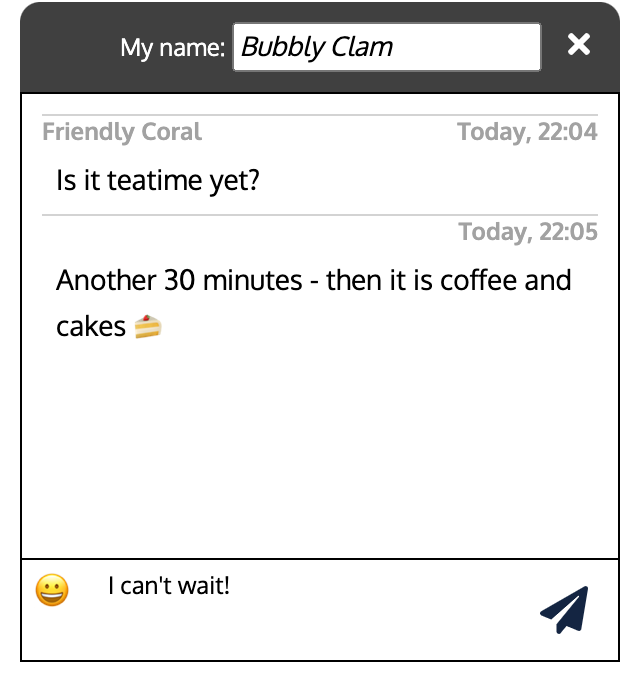 My name: Bubbly Clam
Friendly Coral Today, 22:04
Is it teatime yet?
Today, 22:05
Another 30 minutes - then it is coffee and
cakes 🍰
I can't wait!